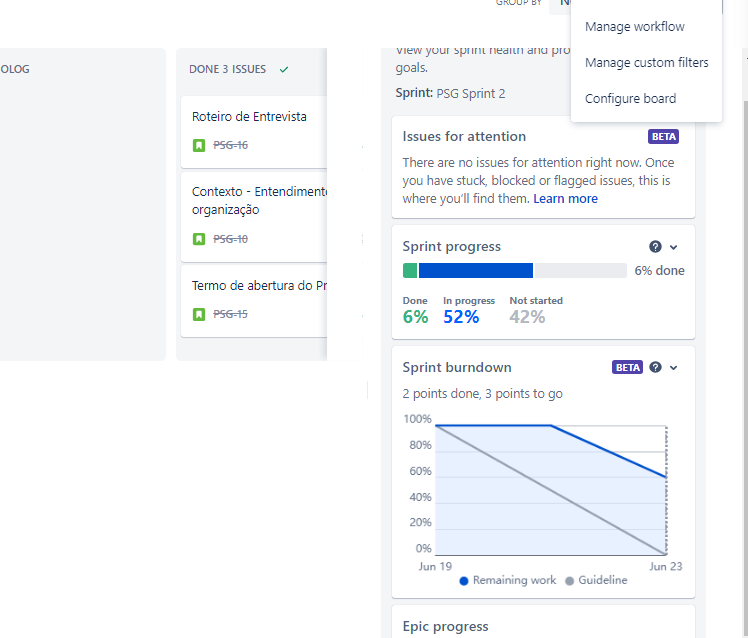 GROUP BY
Manage workflow
Manage custom filters
Configure board
OLOG
DONE 3 ISSUES
Roteiro de Entrevista
PSG-16
Contexto - Entendimento
organização
PSG-10
Termo de abertura do Pr
PSG-15
View your sprint health and pro
goals.
Sprint: PSG Sprint 2
Issues for attention
BETA
There are no issues for attention right now. Once
you have stuck, blocked or flagged issues, this is
where you'll find them. Learn more
Sprint progress
6% done
Done In progress Not started
6% 52% 42%
Sprint burndown
BETA
2 points done, 3 points to go
100%
80%
60%
40%
20%
0%
Jun 19 Jun 23
Remaining work Guideline
Epic progress